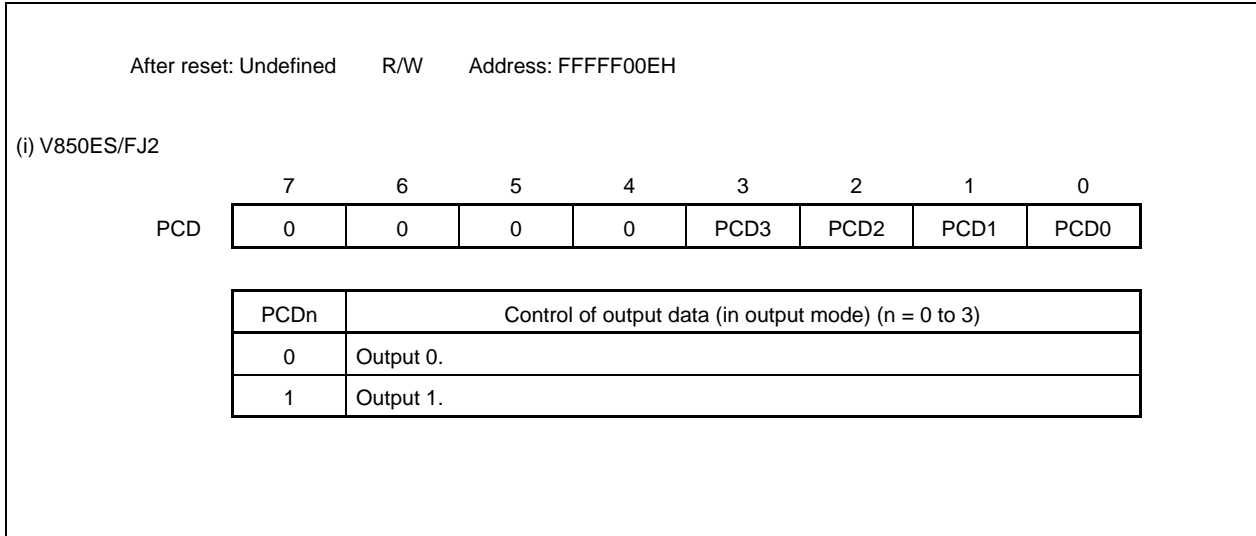 After reset: Undefined R/W Address: FFFFF00EH
(i) V850ES/FJ2
7 6 5 4 3 2 1 0
PCD 0 0 0 0 PCD3 PCD2 PCD1 PCD0
PCDn Control of output data (in output mode) (n = 0 to 3)
0 Output 0.
1 Output 1.